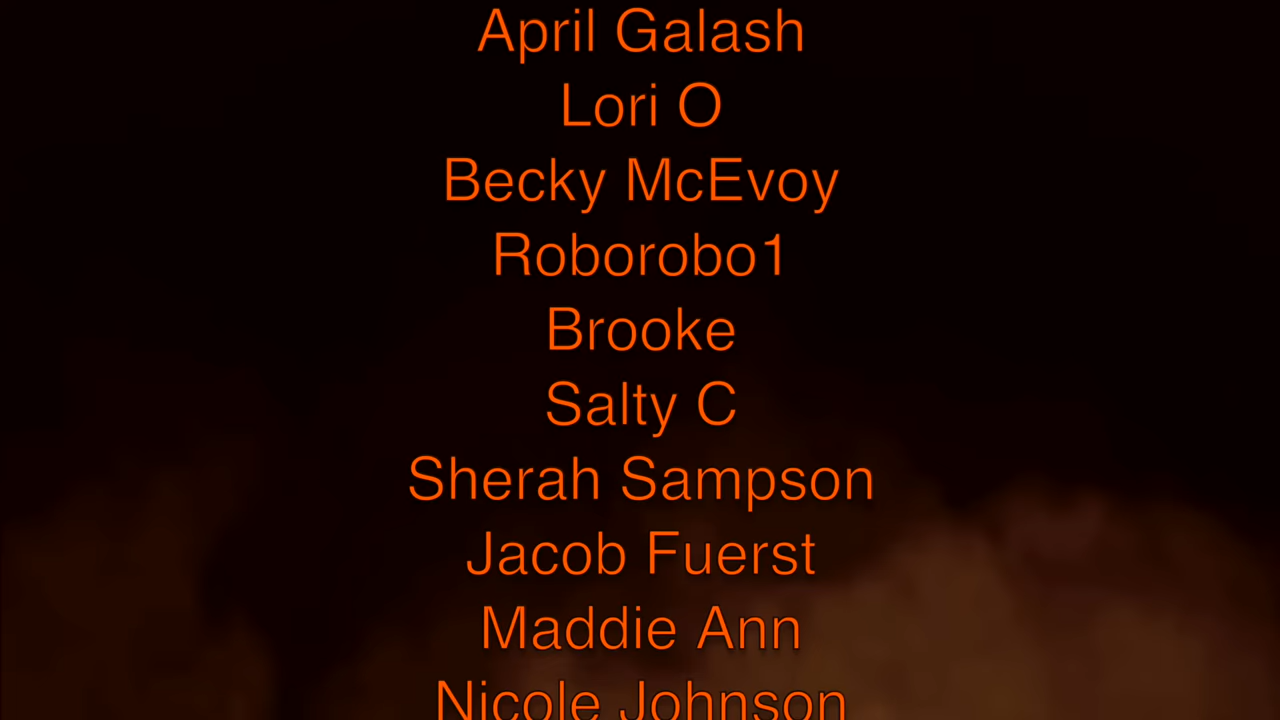 April Galash
Lori O
Becky McEvoy
Roborobo1
Brooke
Salty C
Sherah Sampson
Jacob Fuerst
Maddie Ann
Nicole Johnson